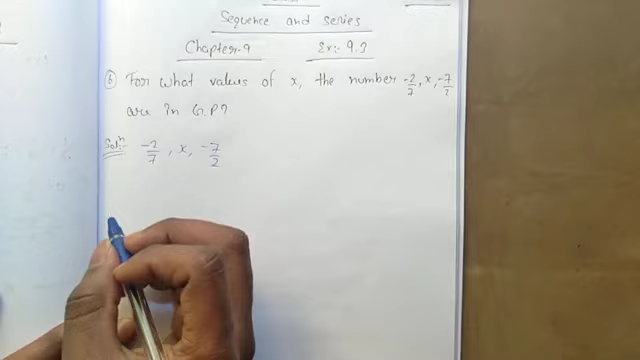 Sequence and series
Chapter-9 Ex:- 9.3
⑥ For what values of x, the number -2/7, x, -7/2
are in G.P?
Solⁿ:- -2/7, x, -7/2